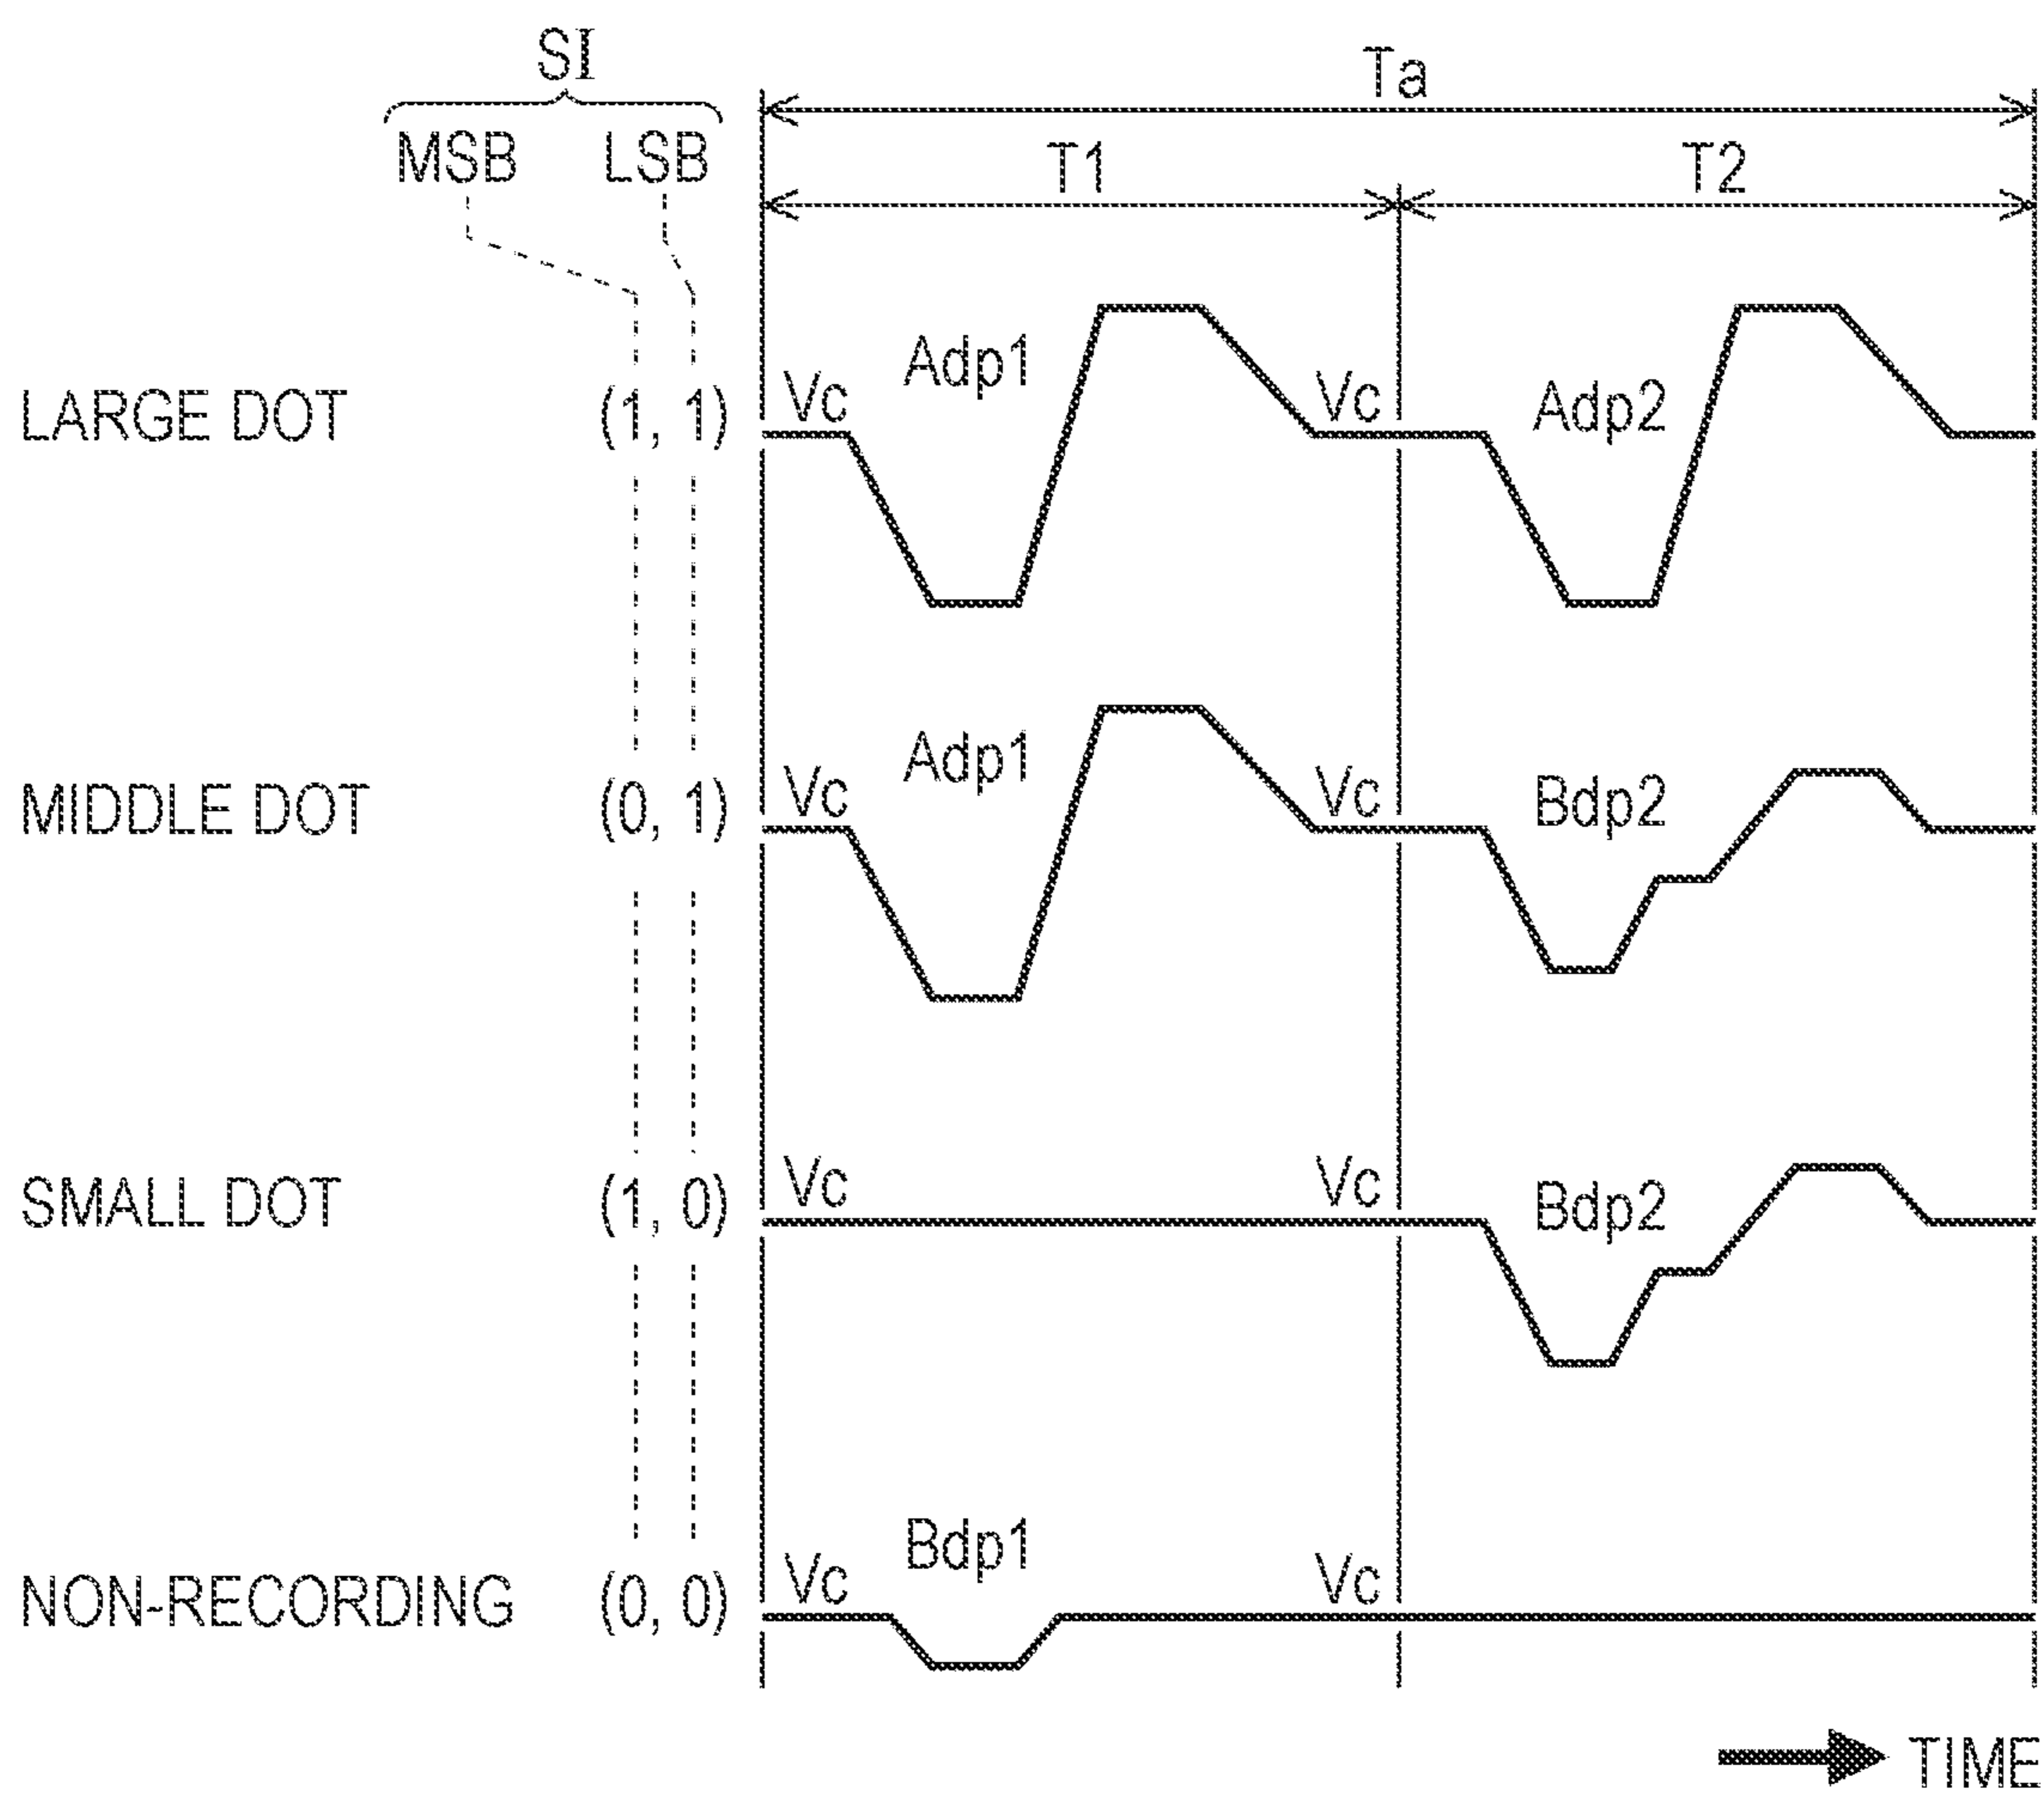 SI
Ta
MSB LSB
T1 T2
LARGE DOT (1, 1) Vc Adp1 Vc Adp2
MIDDLE DOT (0, 1) Vc Adp1 Vc Bdp2
SMALL DOT (1, 0) Vc Vc Bdp2
NON-RECORDING (0, 0) Vc Bdp1 Vc
TIME